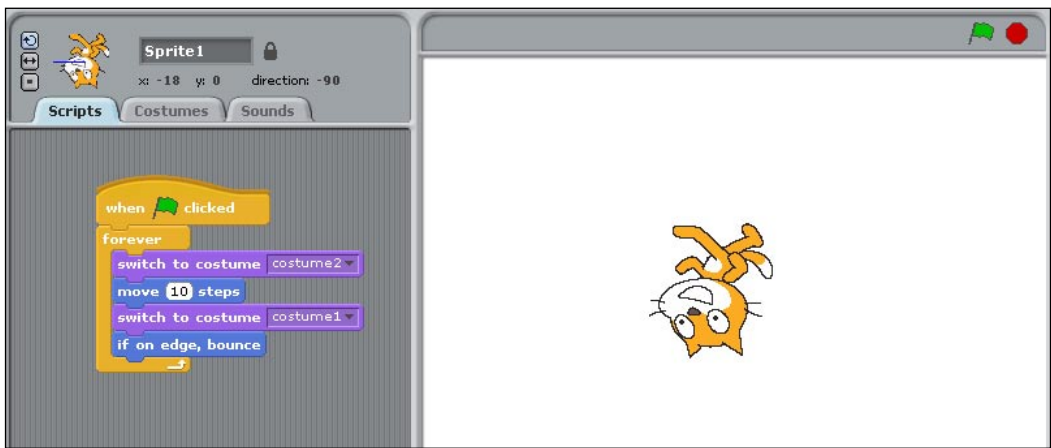 Sprite1
x: -18 y: 0 direction: -90
Scripts Costumes Sounds
when clicked
forever
switch to costume costume2
move 10 steps
switch to costume costume1
if on edge, bounce